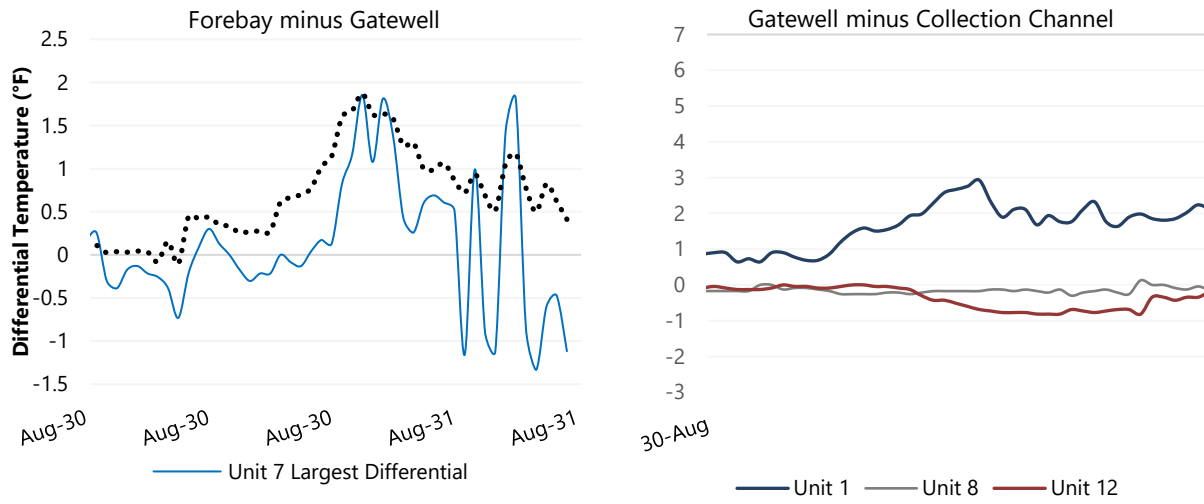 Forebay minus Gatewell
Differential Temperature (°F)
2.5
2
1.5
1
0.5
0
-0.5
-1
-1.5
Aug-30
Aug-30
Aug-30
Aug-31
Aug-31
Unit 7 Largest Differential
Gatewell minus Collection Channel
7
6
5
4
3
2
1
0
-1
-2
-3
30-Aug
Unit 1
Unit 8
Unit 12